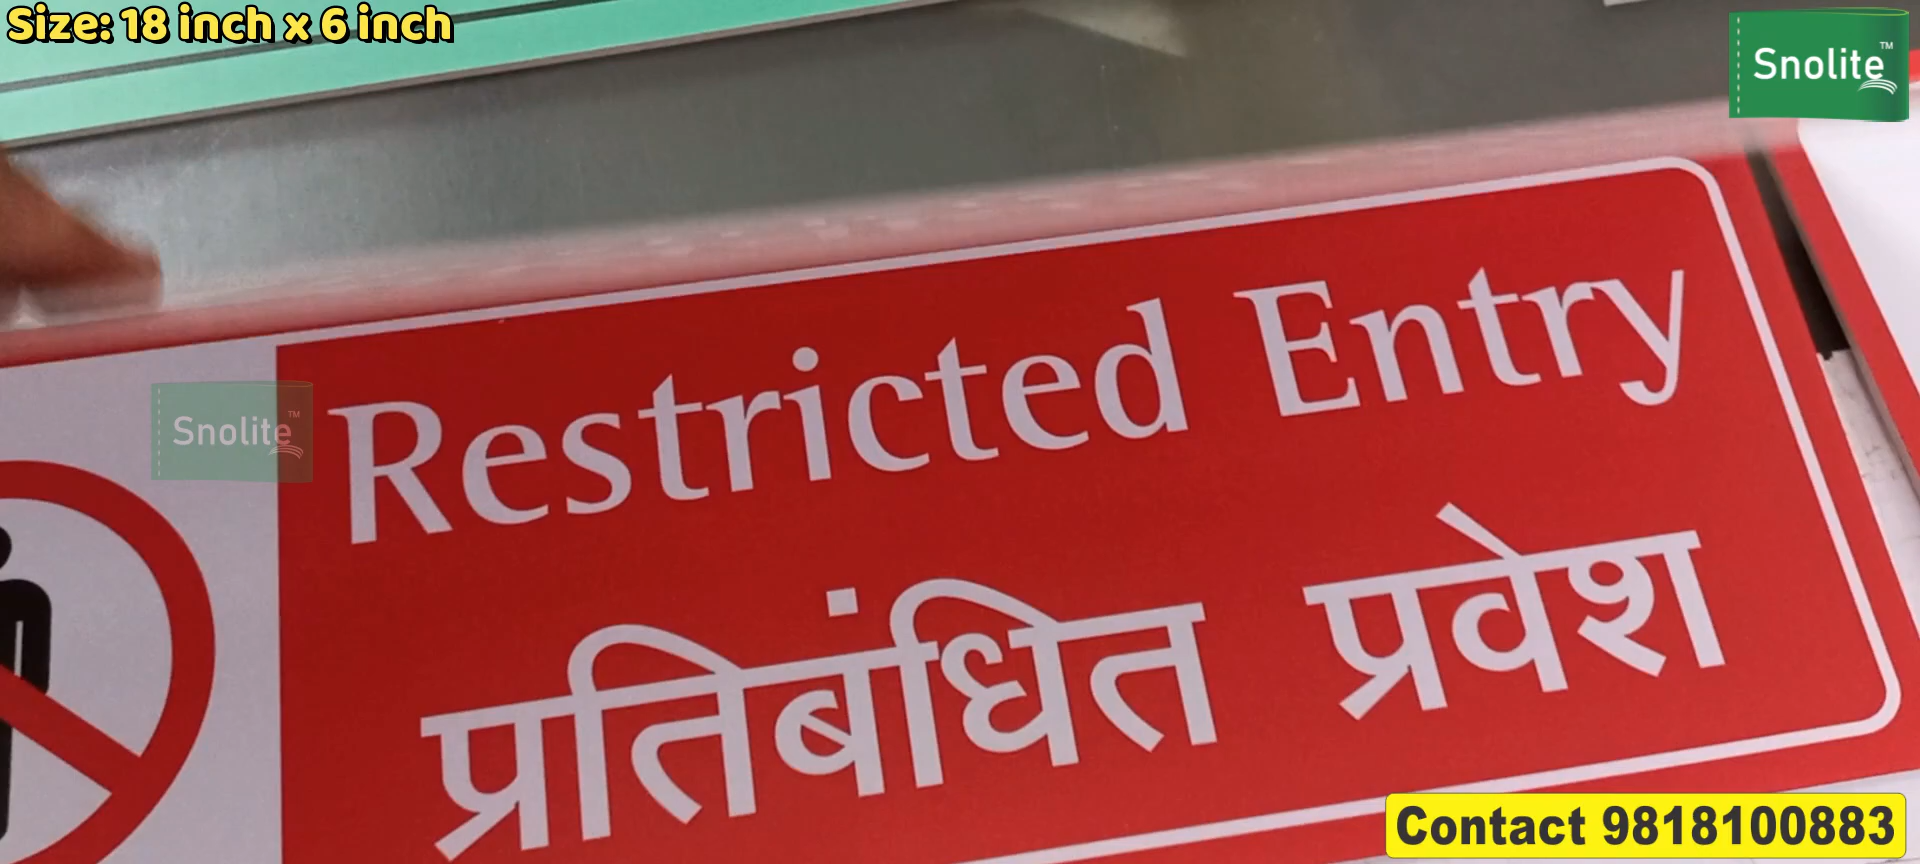 Size: 18 inch x 6 inch
Snolite™
Restricted Entry
Snolite™
प्रतिबंधित प्रवेश
Contact 9818100883